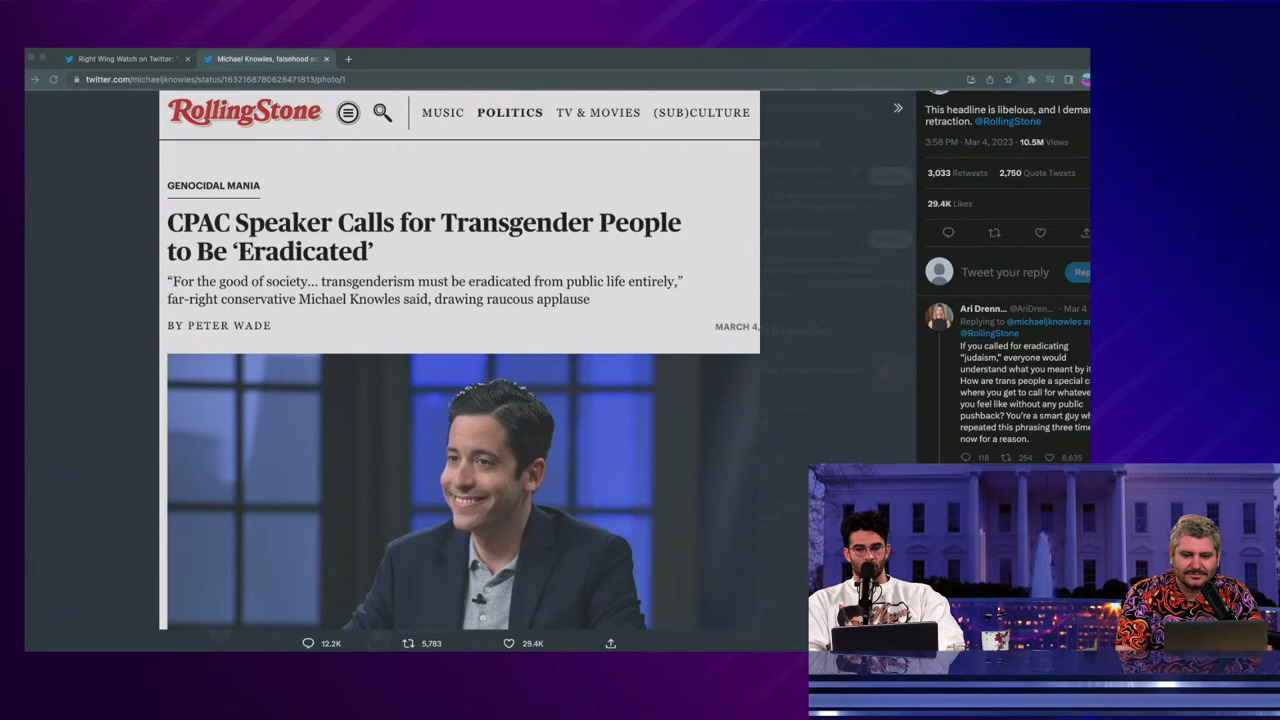 Right Wing Watch on Twitter: "
Michael Knowles, falsehood en
twitter.com/michaeljknowles/status/1632168780628471813/photo/1
RollingStone
MUSIC POLITICS TV & MOVIES (SUB)CULTURE
GENOCIDAL MANIA
CPAC Speaker Calls for Transgender People
to Be ‘Eradicated’
“For the good of society... transgenderism must be eradicated from public life entirely,”
far-right conservative Michael Knowles said, drawing raucous applause
BY PETER WADE
MARCH 4,
12.2K 5,783 29.4K
This headline is libelous, and I deman
retraction. @RollingStone
3:58 PM · Mar 4, 2023 · 10.5M Views
3,033 Retweets 2,750 Quote Tweets
29.4K Likes
Tweet your reply
Rep
Ari Drenn... @AriDren... · Mar 4
Replying to @michaeljknowles an
@RollingStone
If you called for eradicating
“judaism,” everyone would
understand what you meant by it
How are trans people a special ca
where you get to call for whateve
you feel like without any public
pushback? You're a smart guy wh
repeated this phrasing three time
now for a reason.
118 254 6,635